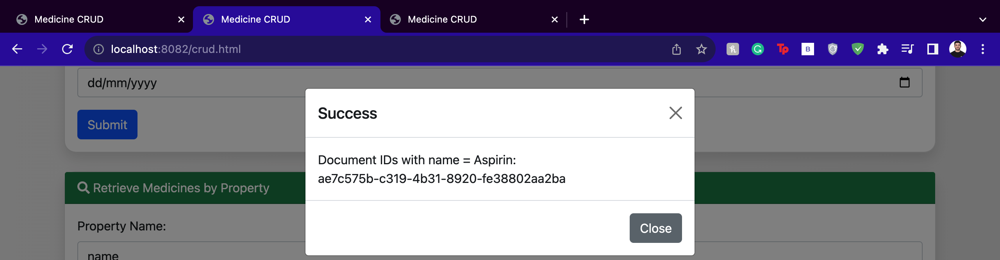 Medicine CRUD
Medicine CRUD
Medicine CRUD
localhost:8082/crud.html
Tp
B
dd/mm/yyyy
Submit
Success
Document IDs with name = Aspirin:
ae7c575b-c319-4b31-8920-fe38802aa2ba
Close
Retrieve Medicines by Property
Property Name:
name